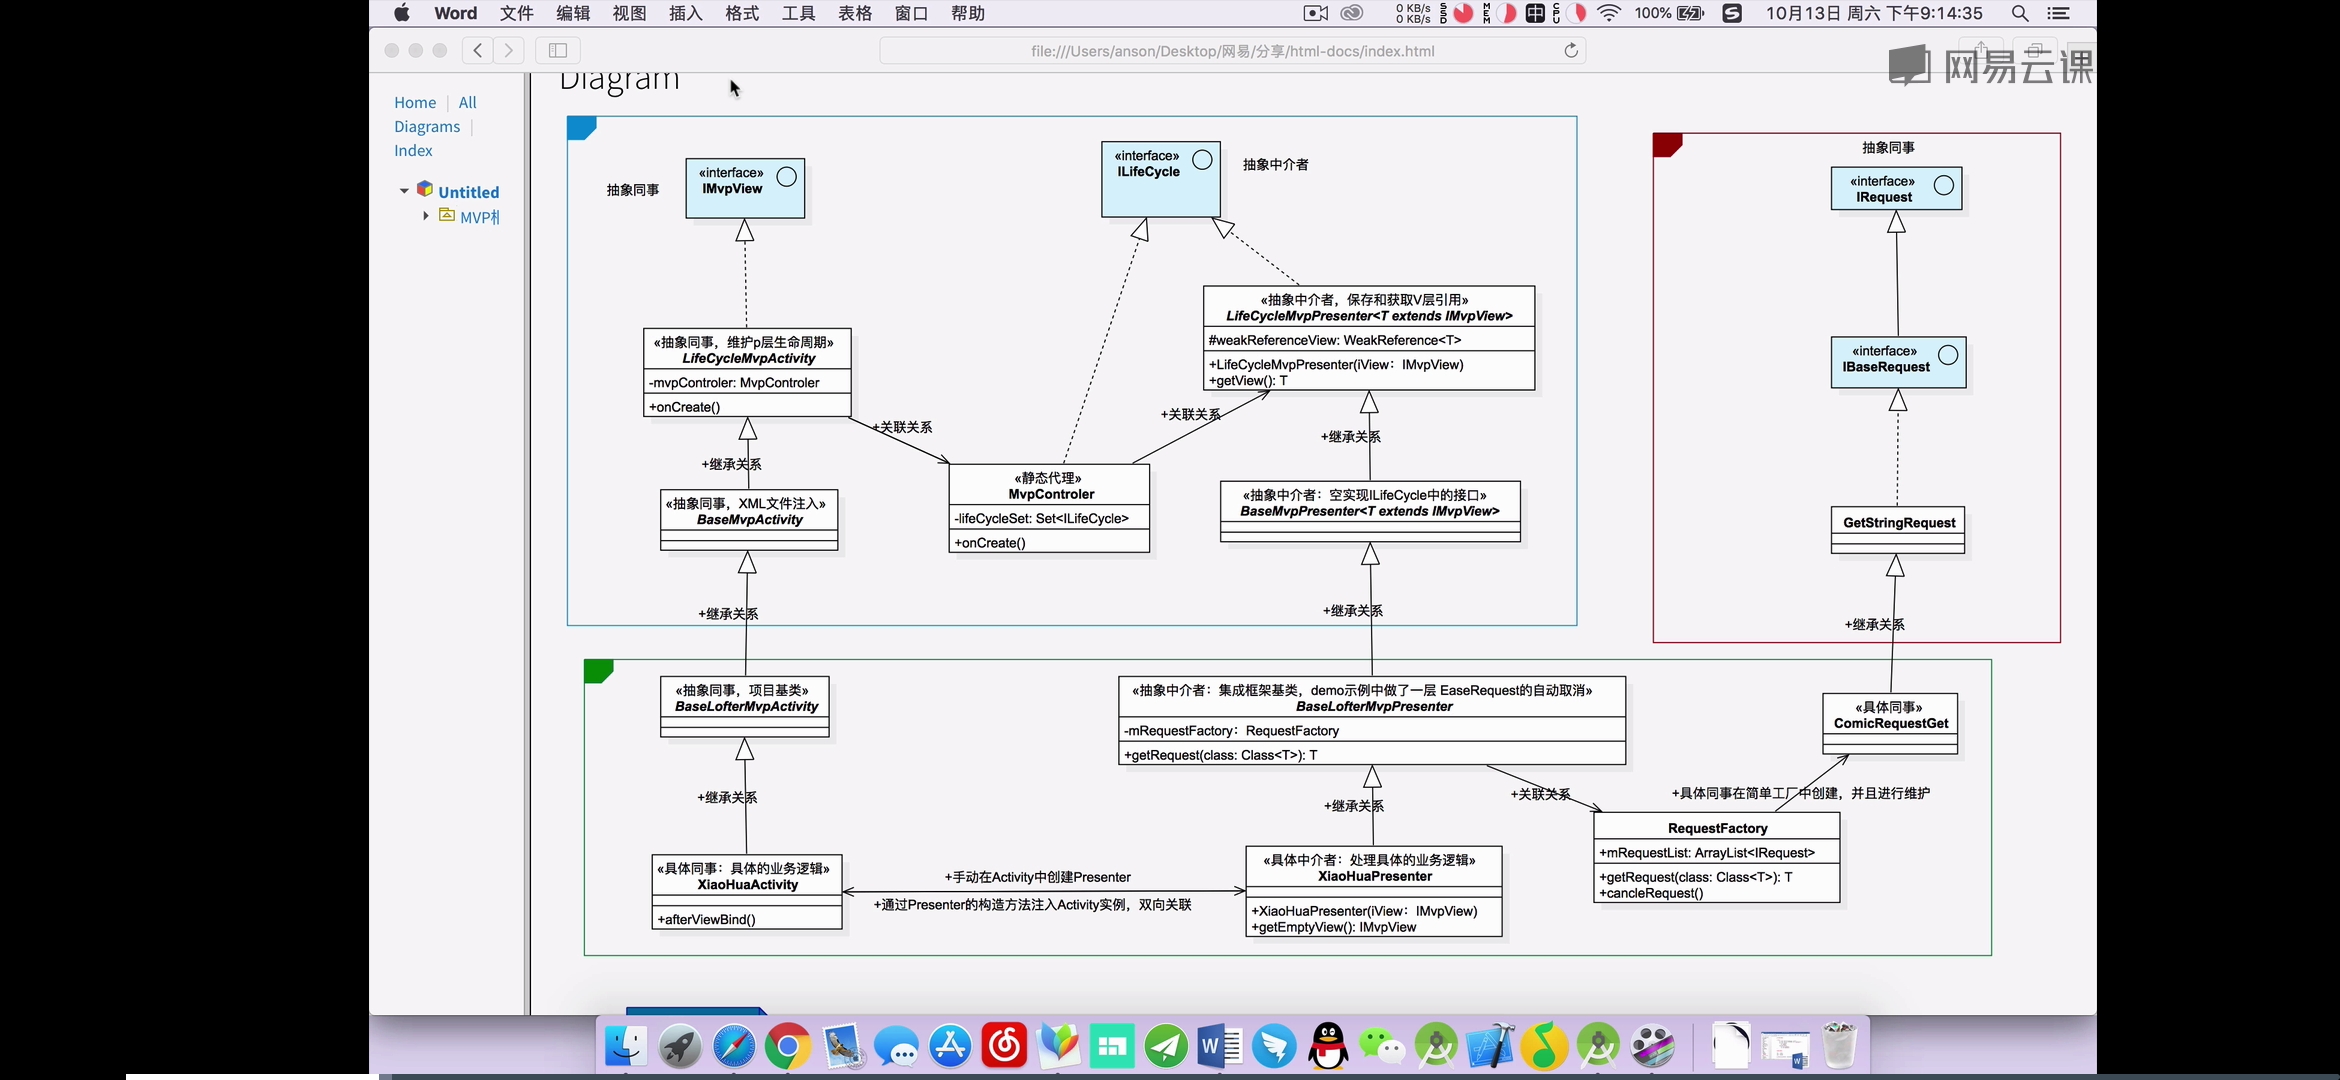 Word 文件 编辑 视图 插入 格式 工具 表格 窗口 帮助
0 KB/s
0 KB/s
SSD
MEM
中
CPU
100%
10月13日 周六 下午9:14:35
file:///Users/anson/Desktop/网易/分享/html-docs/index.html
网易云课
Diagram
Home | All
Diagrams |
Index
Untitled
抽象同事
«interface»
IMvpView
«interface»
ILifeCycle
抽象中介者
抽象同事
«interface»
IRequest
«抽象同事，维护p层生命周期»
LifeCycleMvpActivity
-mvpControler: MvpControler
+onCreate()
«抽象中介者，保存和获取V层引用»
LifeCycleMvpPresenter<T extends IMvpView>
#weakReferenceView: WeakReference<T>
+LifeCycleMvpPresenter(iView：IMvpView)
+getView(): T
«interface»
IBaseRequest
+关联关系
+关联关系
+继承关系
+继承关系
«抽象同事，XML文件注入»
BaseMvpActivity
«静态代理»
MvpControler
-lifeCycleSet: Set<ILifeCycle>
+onCreate()
«抽象中介者：空实现ILifeCycle中的接口»
BaseMvpPresenter<T extends IMvpView>
GetStringRequest
+继承关系
+继承关系
+继承关系
«抽象同事，项目基类»
BaseLofterMvpActivity
«抽象中介者：集成框架基类，demo示例中做了一层 EaseRequest的自动取消»
BaseLofterMvpPresenter
-mRequestFactory：RequestFactory
+getRequest(class: Class<T>): T
«具体同事»
ComicRequestGet
+继承关系
+继承关系
+关联关系
+具体同事在简单工厂中创建，并且进行维护
«具体同事：具体的业务逻辑»
XiaoHuaActivity
+afterViewBind()
+手动在Activity中创建Presenter
+通过Presenter的构造方法注入Activity实例，双向关联
«具体中介者：处理具体的业务逻辑»
XiaoHuaPresenter
+XiaoHuaPresenter(iView：IMvpView)
+getEmptyView(): IMvpView
RequestFactory
+mRequestList: ArrayList<IRequest>
+getRequest(class: Class<T>): T
+cancleRequest()